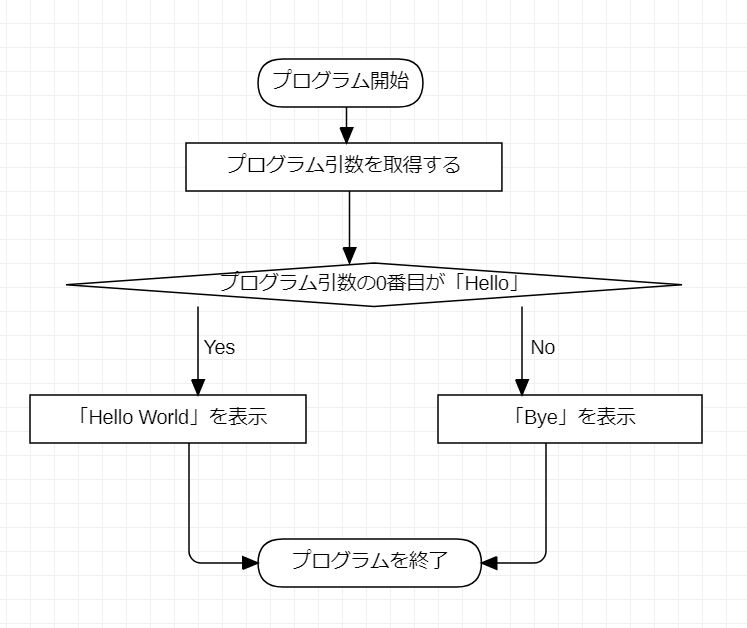 プログラム開始
プログラム引数を取得する
プログラム引数の0番目が「Hello」
Yes
No
「Hello World」を表示
「Bye」を表示
プログラムを終了